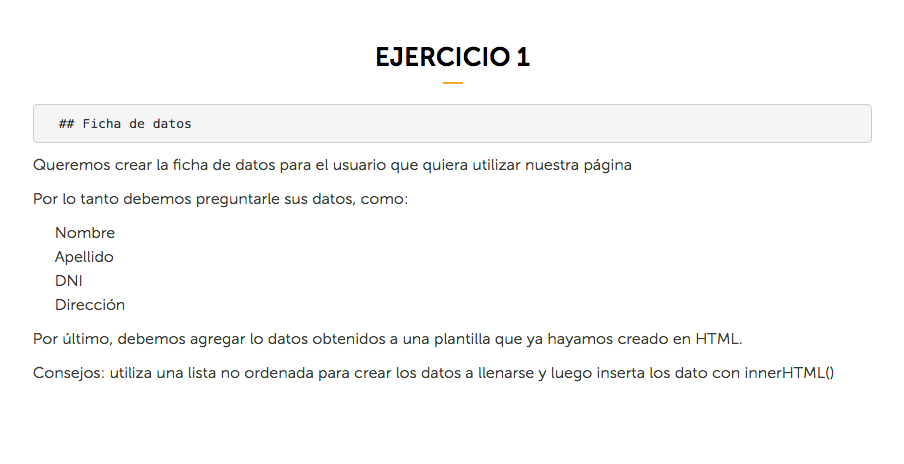 EJERCICIO 1
## Ficha de datos
Queremos crear la ficha de datos para el usuario que quiera utilizar nuestra página
Por lo tanto debemos preguntarle sus datos, como:
Nombre
Apellido
DNI
Dirección
Por último, debemos agregar lo datos obtenidos a una plantilla que ya hayamos creado en HTML.
Consejos: utiliza una lista no ordenada para crear los datos a llenarse y luego inserta los dato con innerHTML()